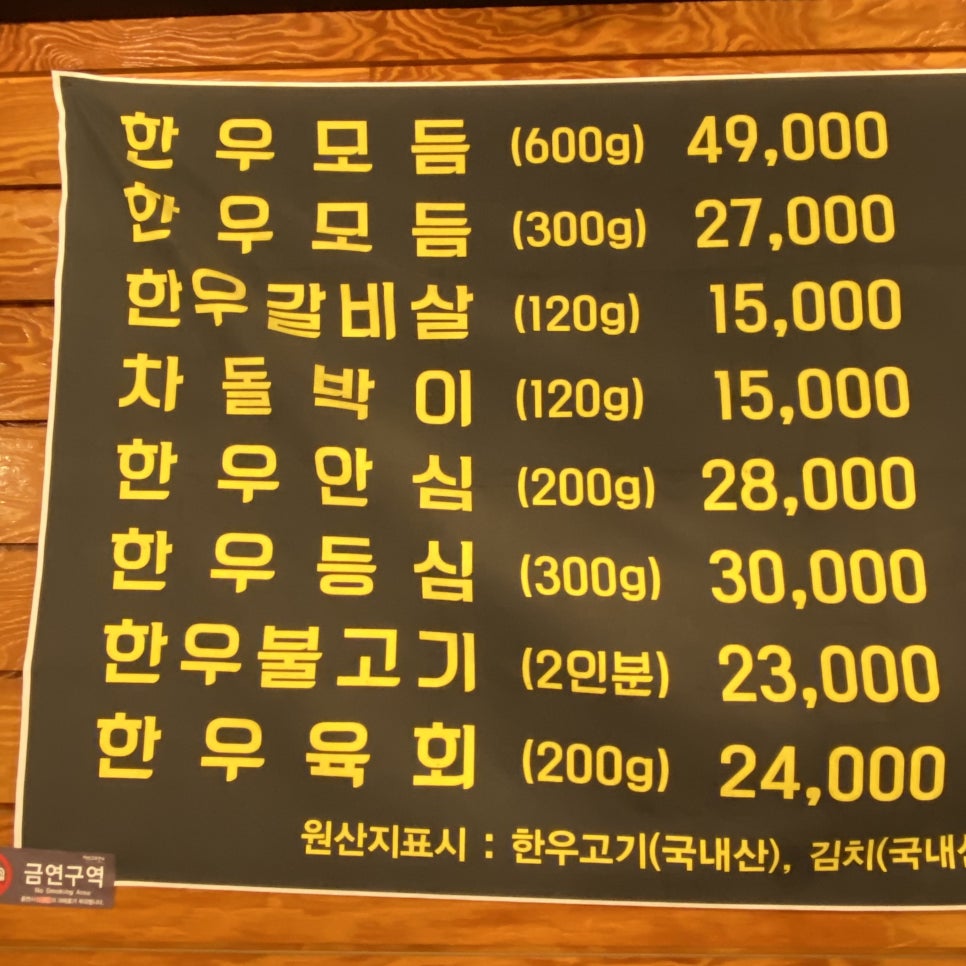 한우모듬 (600g) 49,000
한우모듬 (300g) 27,000
한우갈비살 (120g) 15,000
차돌박이 (120g) 15,000
한우안심 (200g) 28,000
한우등심 (300g) 30,000
한우불고기 (2인분) 23,000
한우육회 (200g) 24,000
원산지표시 : 한우고기(국내산), 김치(국내산
금연구역
No Smoking Area